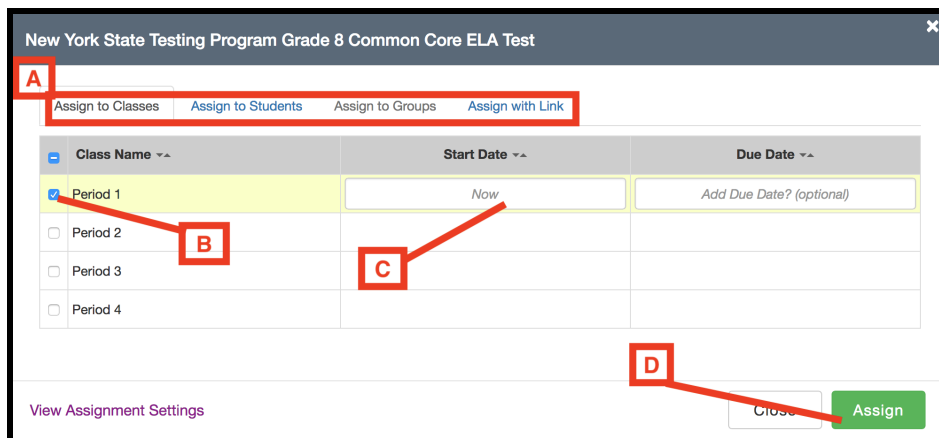 ×
New York State Testing Program Grade 8 Common Core ELA Test
A
Assign to Classes Assign to Students Assign to Groups Assign with Link
Class Name Start Date Due Date
Period 1 Now Add Due Date? (optional)
Period 2
B
C
Period 3
Period 4
D
View Assignment Settings Close Assign